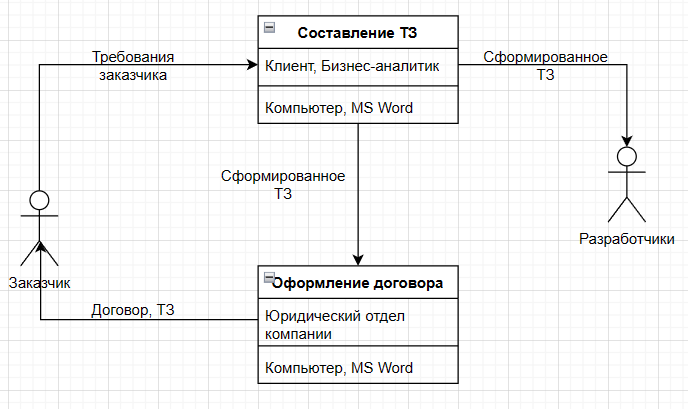 Составление ТЗ
Требования
заказчика
Клиент, Бизнес-аналитик
Сформированное
ТЗ
Компьютер, MS Word
Сформированное
ТЗ
Разработчики
Заказчик
Оформление договора
Договор, ТЗ
Юридический отдел
компании
Компьютер, MS Word